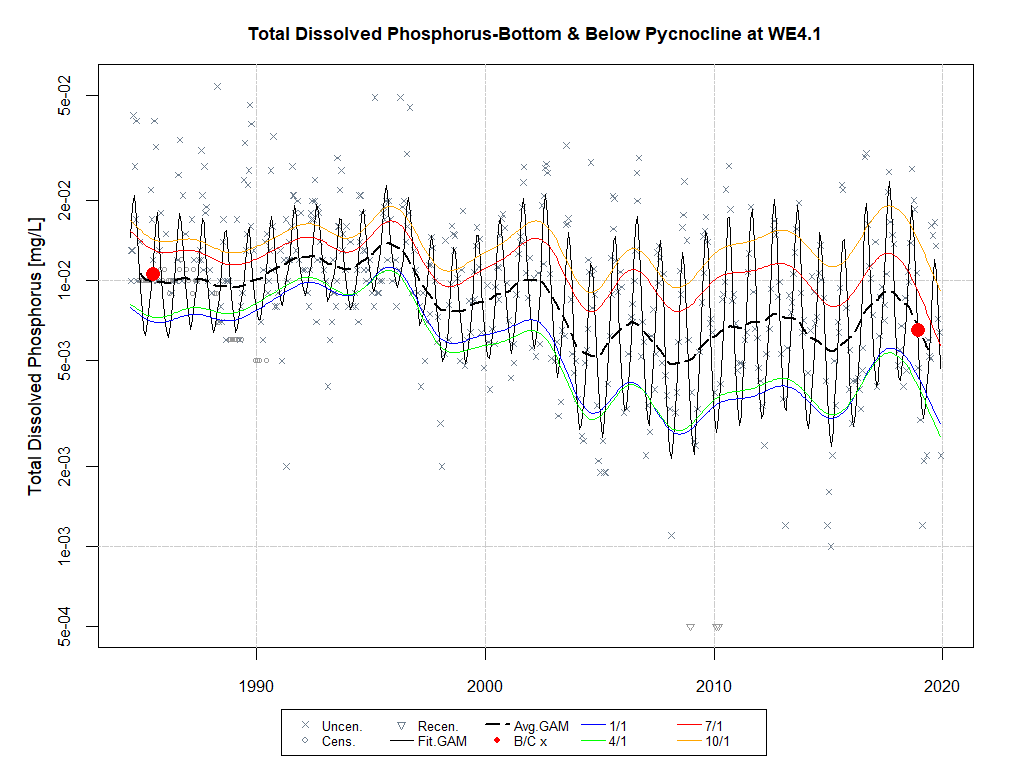 Total Dissolved Phosphorus-Bottom & Below Pycnocline at WE4.1
Total Dissolved Phosphorus [mg/L]
5e-02
2e-02
1e-02
5e-03
2e-03
1e-03
5e-04
1990 2000 2010 2020
Uncen. Recen. Avg.GAM 1/1 7/1
Cens. Fit.GAM B/C x 4/1 10/1